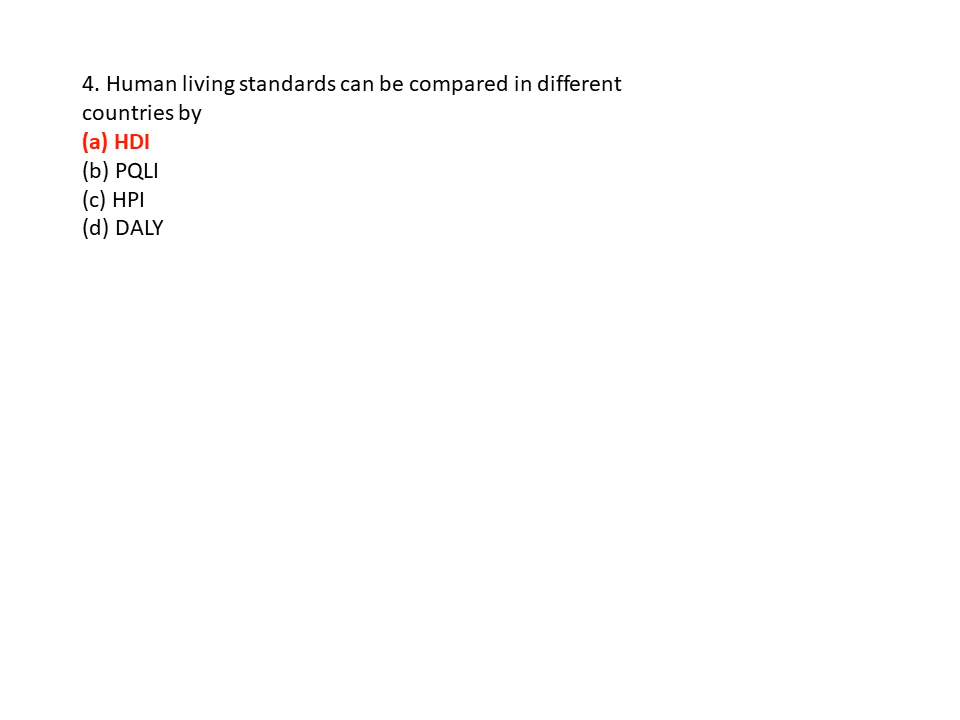 4. Human living standards can be compared in different
countries by
(a) HDI
(b) PQLI
(c) HPI
(d) DALY